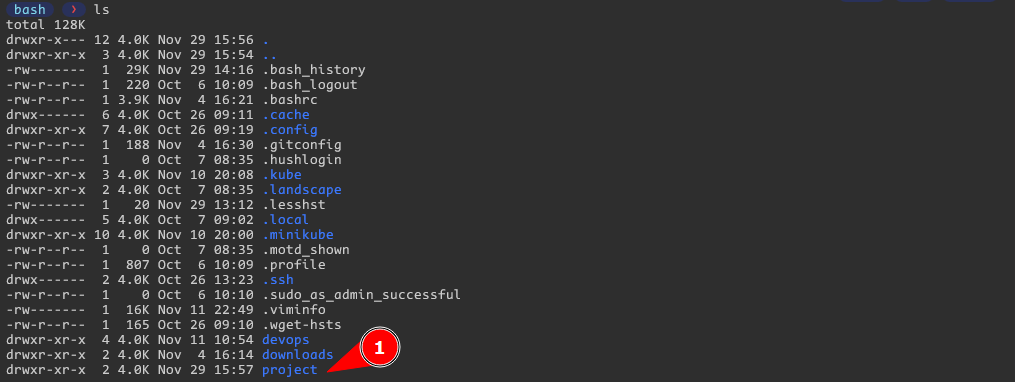 bash ❯ ls
total 128K
drwxr-x--- 12 4.0K Nov 29 15:56 .
drwxr-xr-x  3 4.0K Nov 29 15:54 ..
-rw-------  1  29K Nov 29 14:16 .bash_history
-rw-r--r--  1  220 Oct  6 10:09 .bash_logout
-rw-r--r--  1 3.9K Nov  4 16:21 .bashrc
drwx------  6 4.0K Oct 26 09:11 .cache
drwxr-xr-x  7 4.0K Oct 26 09:19 .config
-rw-r--r--  1  188 Nov  4 16:30 .gitconfig
-rw-r--r--  1    0 Oct  7 08:35 .hushlogin
drwxr-xr-x  3 4.0K Nov 10 20:08 .kube
drwxr-xr-x  2 4.0K Oct  7 08:35 .landscape
-rw-------  1   20 Nov 29 13:12 .lesshst
drwx------  5 4.0K Oct  7 09:02 .local
drwxr-xr-x 10 4.0K Nov 10 20:00 .minikube
-rw-r--r--  1    0 Oct  7 08:35 .motd_shown
-rw-r--r--  1  807 Oct  6 10:09 .profile
drwx------  2 4.0K Oct 26 13:23 .ssh
-rw-r--r--  1    0 Oct  6 10:10 .sudo_as_admin_successful
-rw-------  1  16K Nov 11 22:49 .viminfo
-rw-r--r--  1  165 Oct 26 09:10 .wget-hsts
drwxr-xr-x  4 4.0K Nov 11 10:54 devops
drwxr-xr-x  2 4.0K Nov  4 16:14 downloads
drwxr-xr-x  2 4.0K Nov 29 15:57 project
1